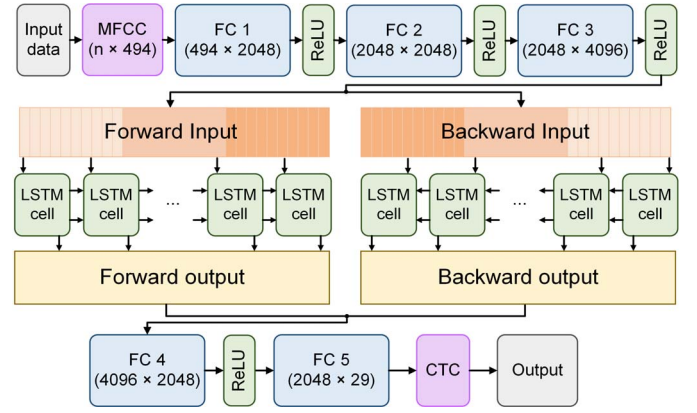 Input
data
MFCC
(n × 494)
FC 1
(494 × 2048)
ReLU
FC 2
(2048 × 2048)
ReLU
FC 3
(2048 × 4096)
ReLU
Forward Input
Backward Input
LSTM
cell
LSTM
cell
...
LSTM
cell
LSTM
cell
LSTM
cell
LSTM
cell
...
LSTM
cell
LSTM
cell
Forward output
Backward output
FC 4
(4096 × 2048)
ReLU
FC 5
(2048 × 29)
CTC
Output